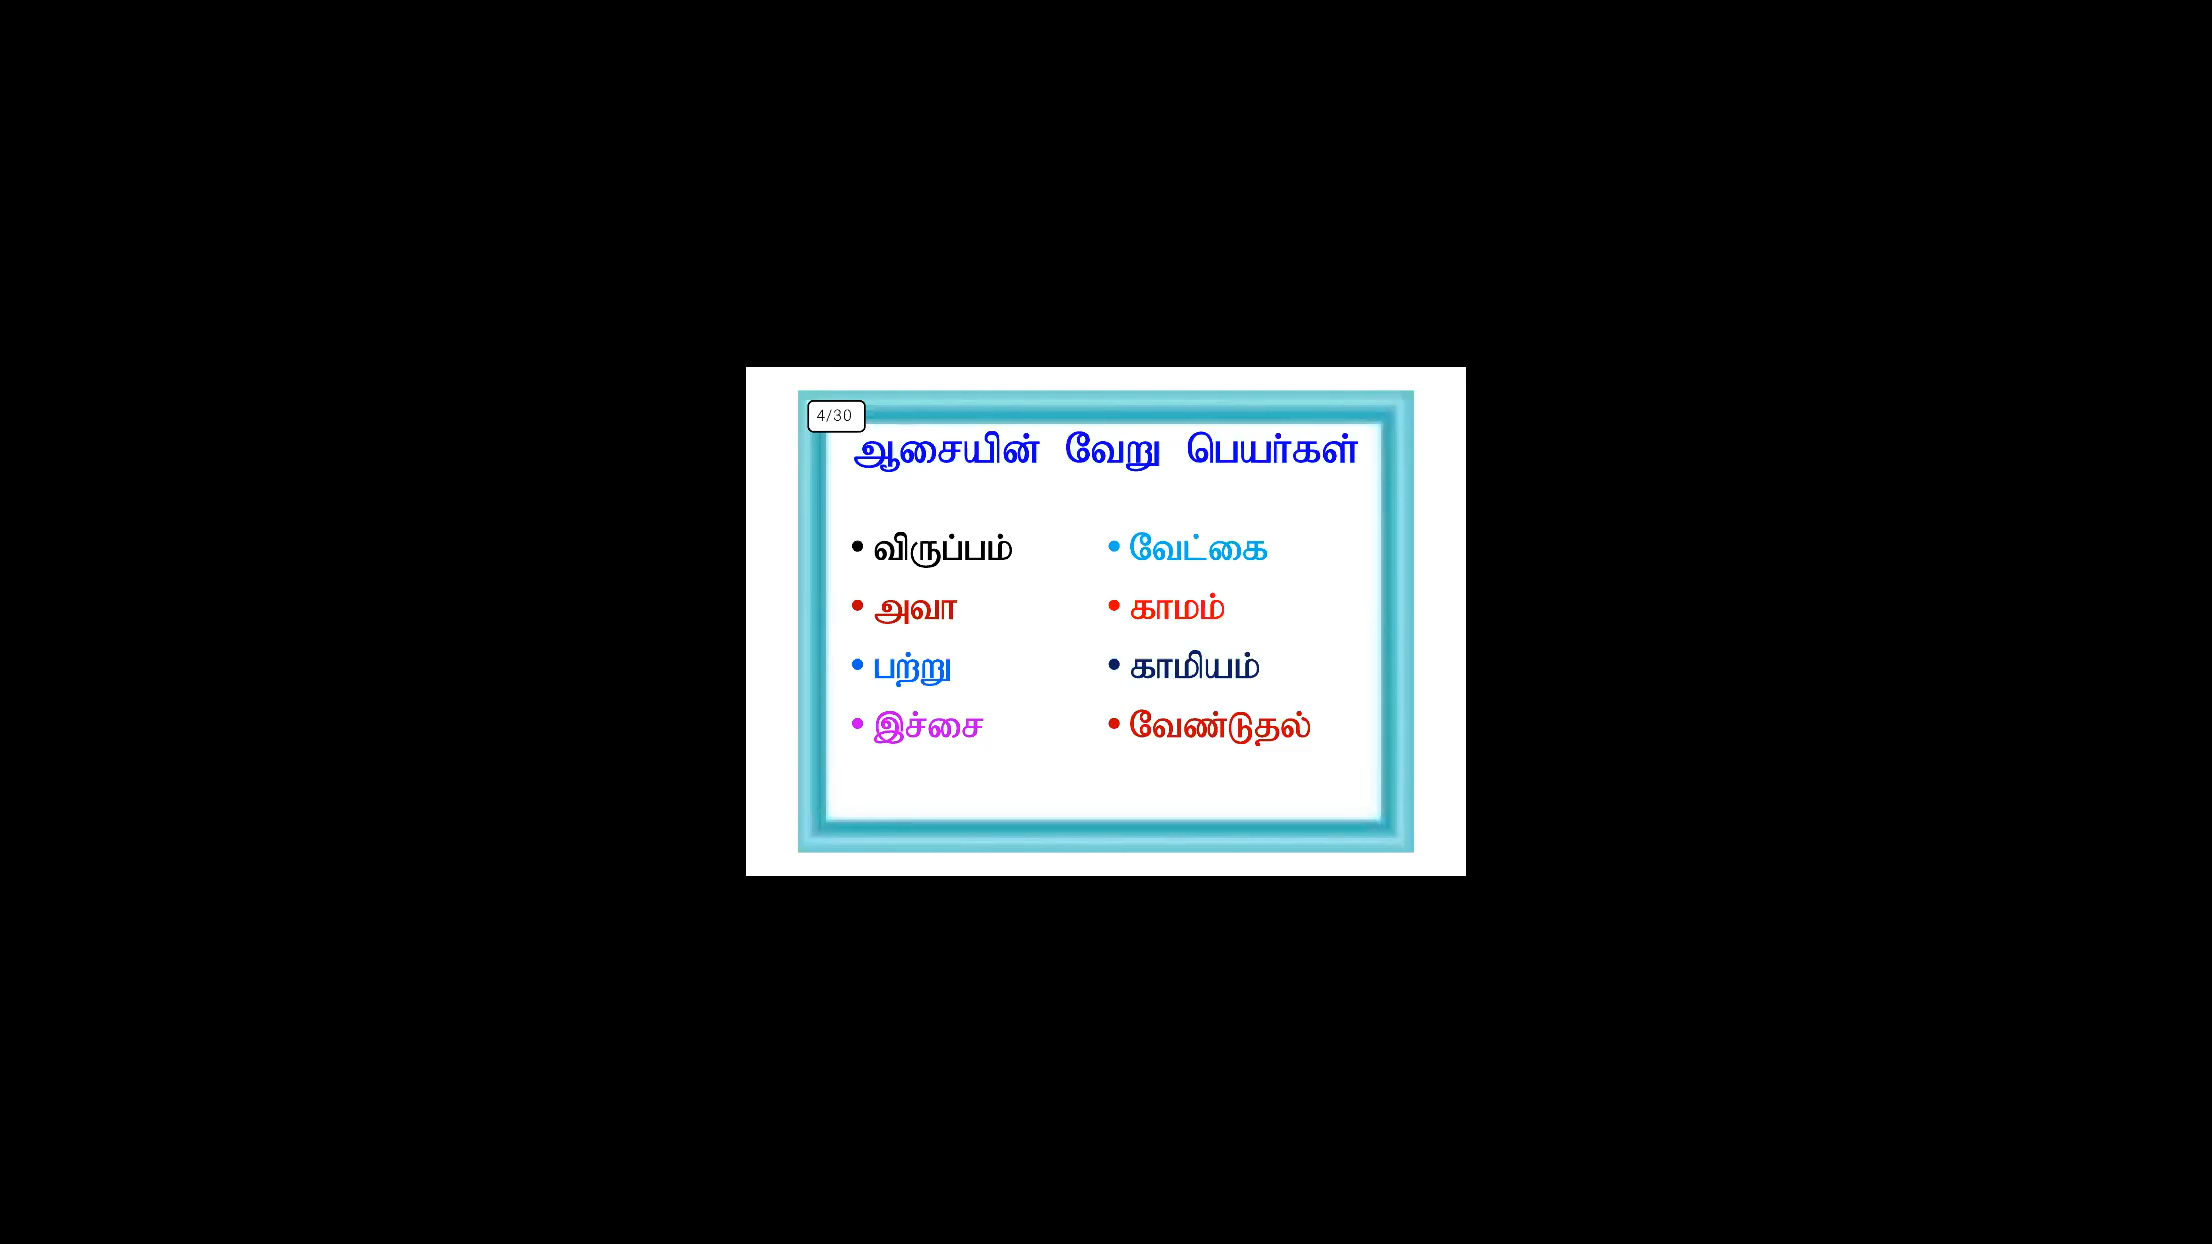 4/30
ஆசையின் வேறு பெயர்கள்
• விருப்பம்
• அவா
• பற்று
• இச்சை
• வேட்கை
• காமம்
• காமியம்
• வேண்டுதல்